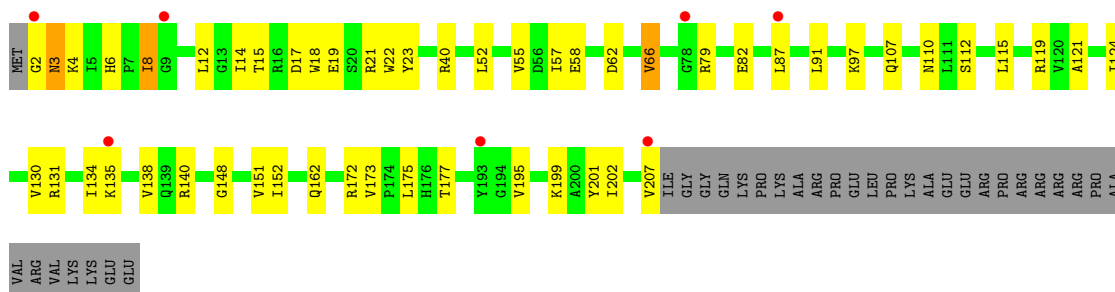 MET G2 N3 K4 I5 H6 P7 I8 G9 L12 G13 I14 T15 R16 D17 W18 E19 S20 R21 W22 Y23 R40 L52 V55 D56 I57 E58 D62 V66 G78 R79 E82 L87 L91 K97 Q107 N110 L111 S112 L115 R119 V120 A121
V130 R131 I134 K135 V138 Q139 R140 G148 V151 I152 Q162 R172 V173 P174 L175 H176 T177 Y193 G194 V195 K199 A200 Y201 I202 V207 ILE GLY GLY GLN LYS PRO LYS ALA ARG PRO GLU LEU PRO LYS ALA GLU GLU ARG PRO ARG ARG ARG ARG PRO ALA
VAL ARG VAL LYS LYS GLU GLU